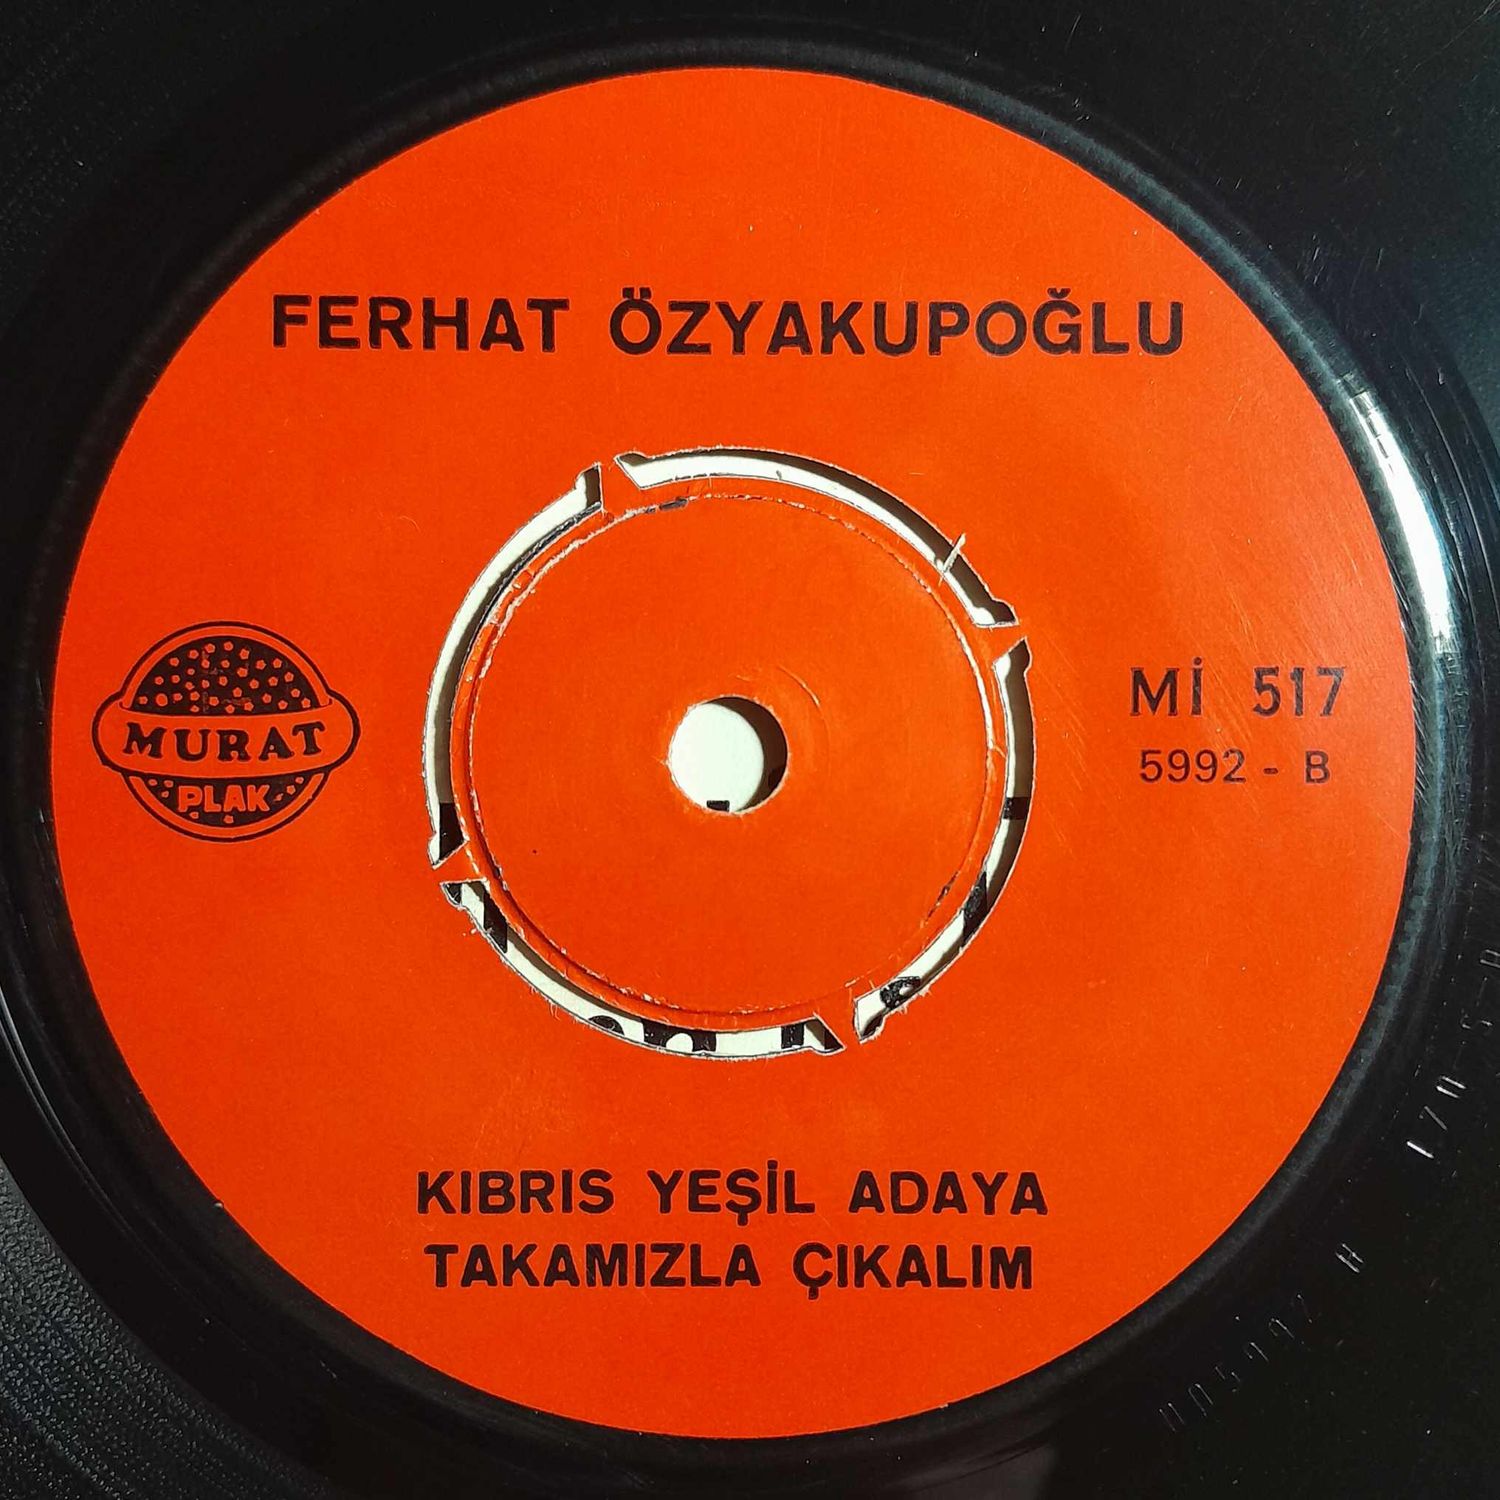 FERHAT ÖZYAKUPOĞLU
MURAT
PLAK
Mİ 517
5992 - B
KIBRIS YEŞİL ADAYA
TAKAMIZLA ÇIKALIM